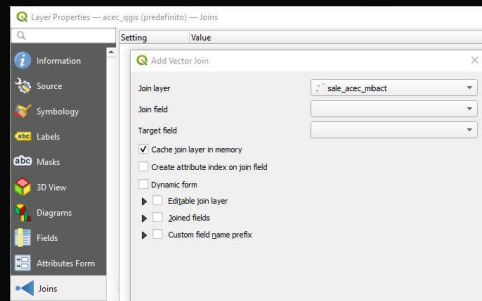 Layer Properties — acec_qgis (predefinito) — Joins
Setting Value
Information
Source
Symbology
abc Labels
abc Masks
3D View
Diagrams
Fields
Attributes Form
Joins
Add Vector Join
Join layer sale_acec_mibact
Join field
Target field
Cache join layer in memory
Create attribute index on join field
Dynamic form
Editable join layer
Joined fields
Custom field name prefix